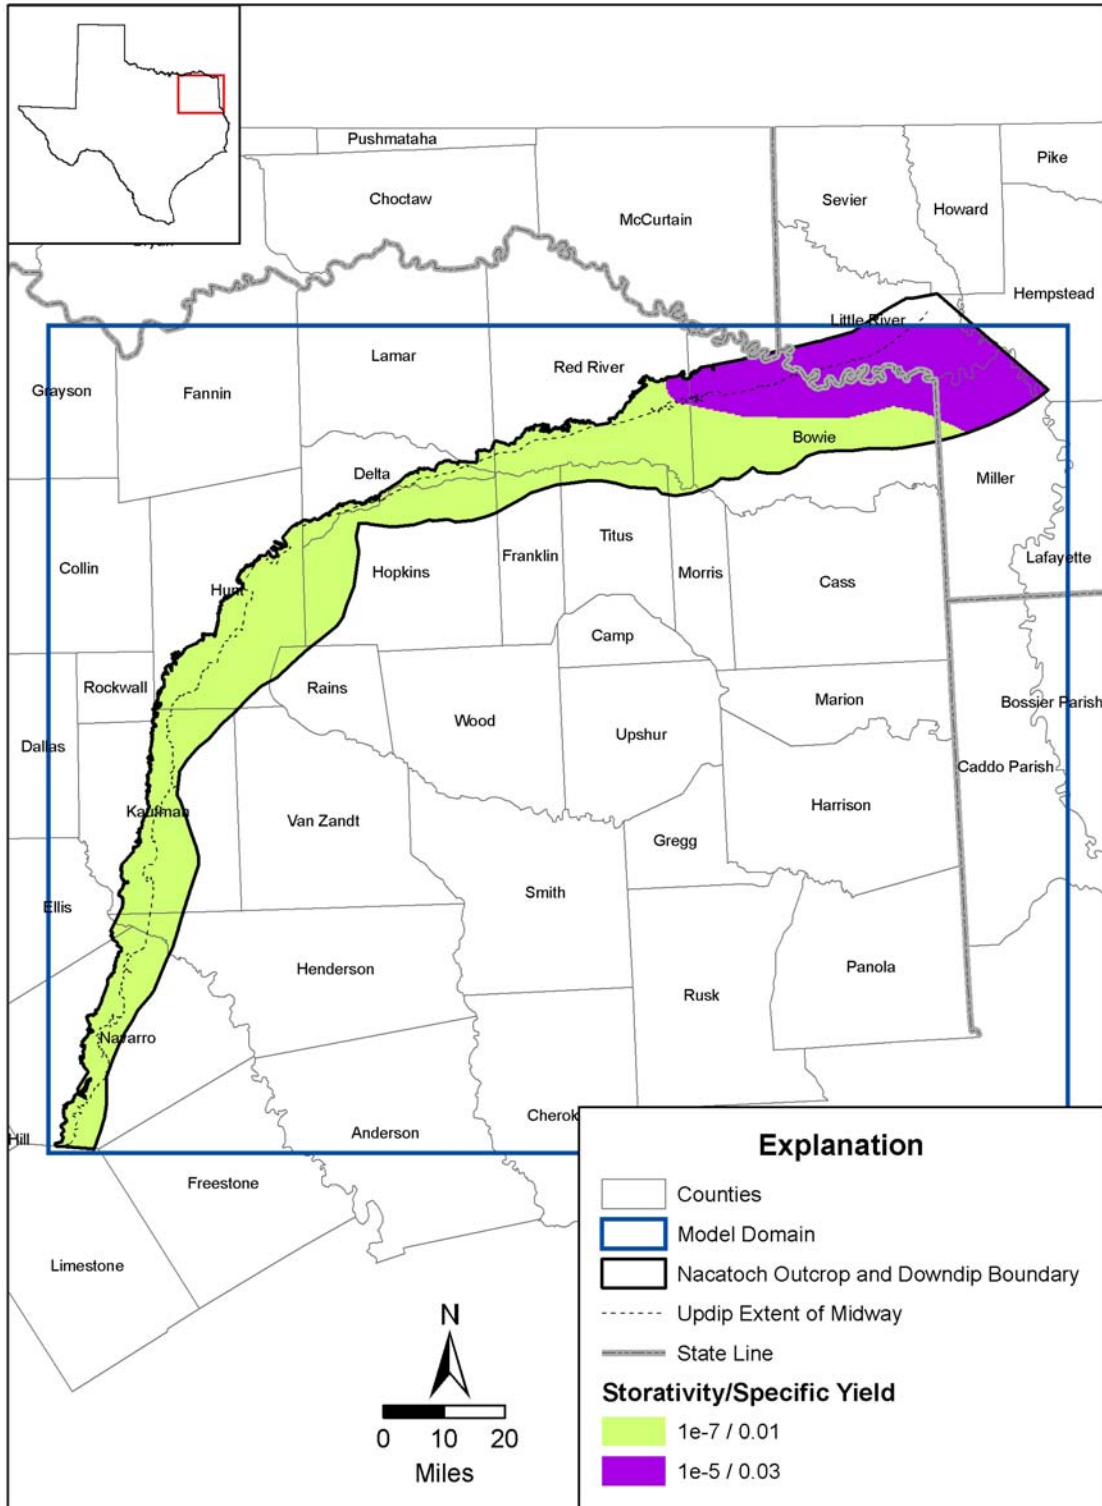 Pushmataha
Pike
Choctaw
Sevier
McCurtain
Howard
Hempstead
Little River
Lamar
Red River
Grayson
Fannin
Bowie
Delta
Miller
Titus
Franklin
Lafayette
Collin
Hopkins
Morris
Cass
Hunt
Camp
Rockwall
Rains
Marion
Bossier Parish
Wood
Upshur
Dallas
Caddo Parish
Kaufman
Van Zandt
Harrison
Gregg
Smith
Ellis
Henderson
Panola
Rusk
Navarro
Cherok
Hill
Anderson
Freestone
Limestone
N
0 10 20
Miles
Explanation
Counties
Model Domain
Nacatoch Outcrop and Downdip Boundary
Updip Extent of Midway
State Line
Storativity/Specific Yield
1e-7 / 0.01
1e-5 / 0.03